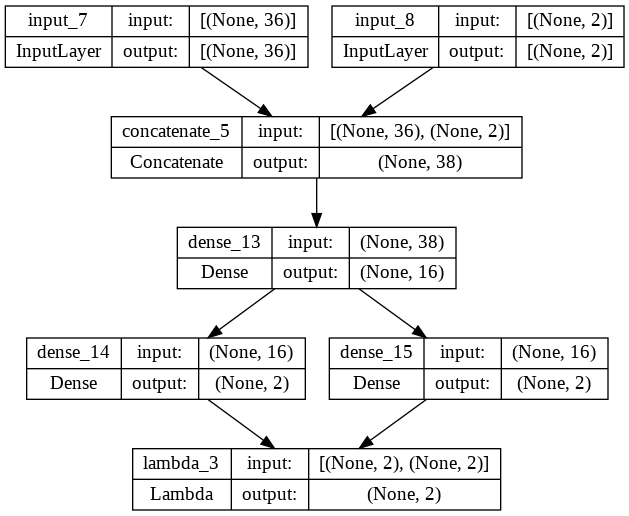 input_7 input: [(None, 36)] input_8 input: [(None, 2)]
InputLayer output: [(None, 36)] InputLayer output: [(None, 2)]
concatenate_5 input: [(None, 36), (None, 2)]
Concatenate output: (None, 38)
dense_13 input: (None, 38)
Dense output: (None, 16)
dense_14 input: (None, 16) dense_15 input: (None, 16)
Dense output: (None, 2) Dense output: (None, 2)
lambda_3 input: [(None, 2), (None, 2)]
Lambda output: (None, 2)